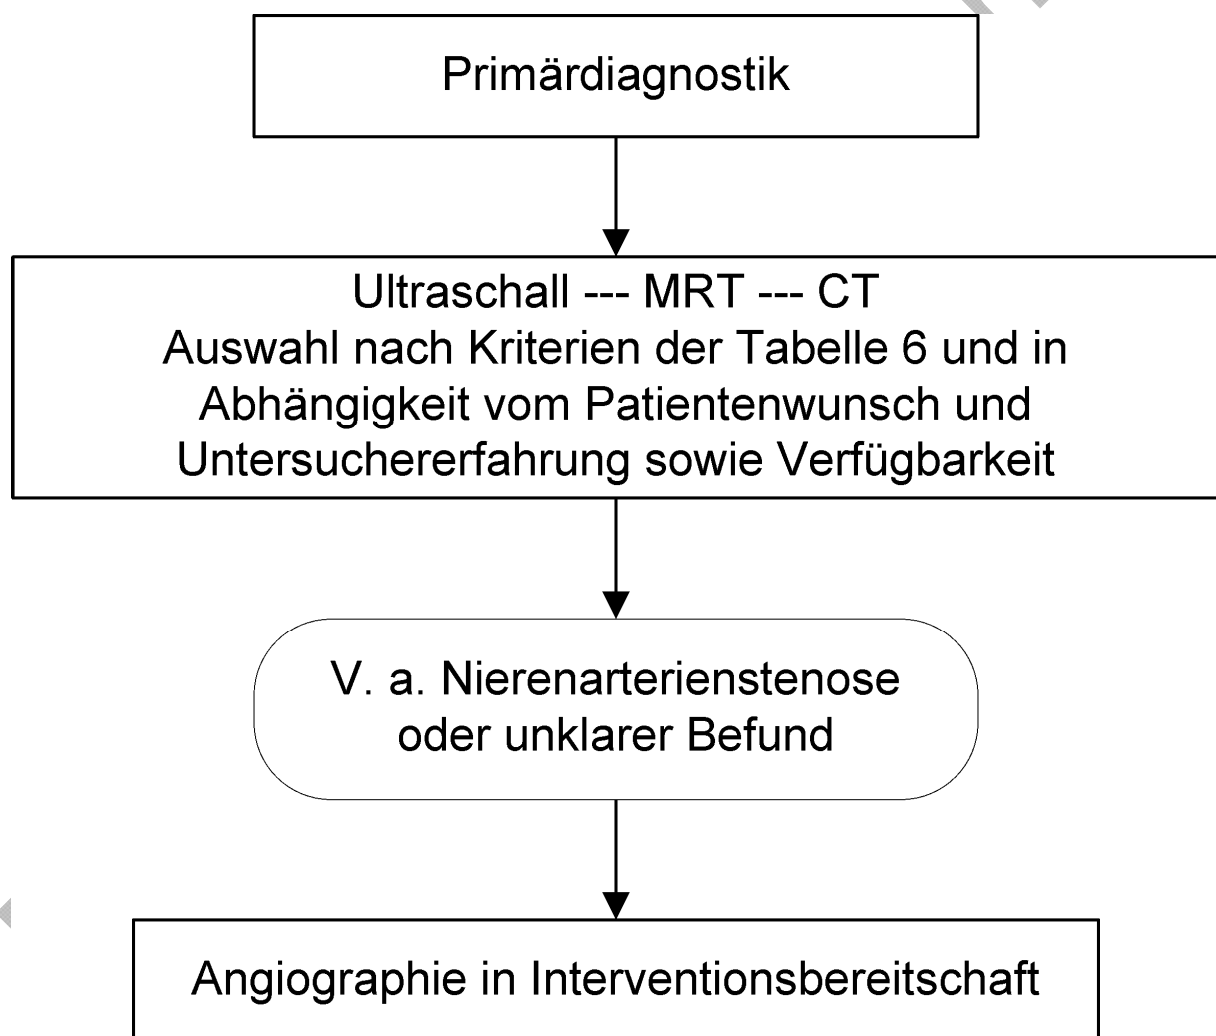 Primärdiagnostik
Ultraschall --- MRT --- CT
Auswahl nach Kriterien der Tabelle 6 und in
Abhängigkeit vom Patientenwunsch und
Untersuchererfahrung sowie Verfügbarkeit
V. a. Nierenarterienstenose
oder unklarer Befund
Angiographie in Interventionsbereitschaft